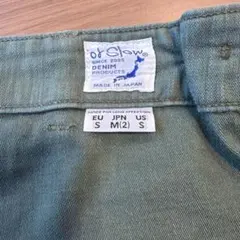 or Slow
SINCE 2005
DENIM
PRODUCTS
MADE IN JAPAN
EU JPN US
S M(2) S